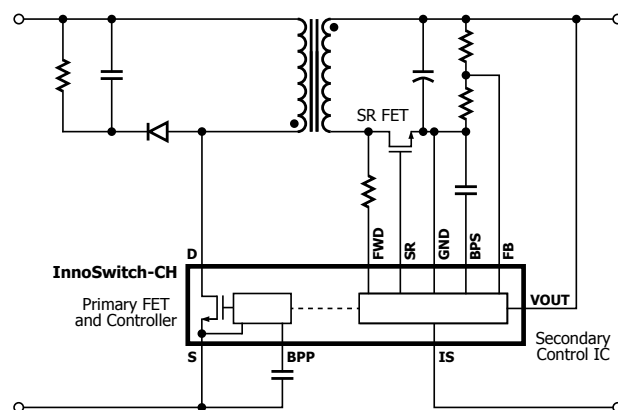 SR FET
D
FWD
SR
GND
BPS
FB
InnoSwitch-CH
Primary FET
and Controller
VOUT
Secondary
Control IC
S
BPP
IS